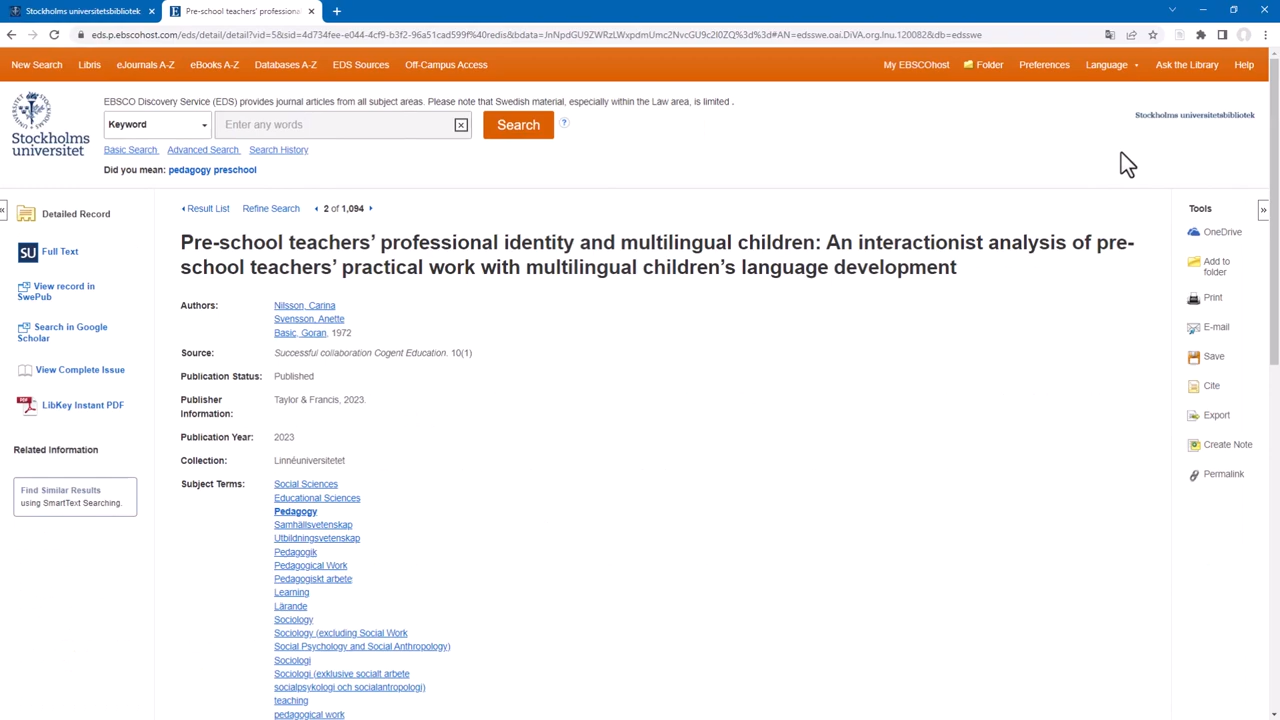 Stockholms universitetsbibliotek
Pre-school teachers' professiona
eds.p.ebscohost.com/eds/detail/detail?vid=5&sid=4d734fee-e044-4cf9-b3f2-96a51cad599f%40redis&bdata=JnNpdGU9ZWRzLWxpdmUmc2NvcGU9c2l0ZQ%3d%3d#AN=edsswe.oai.DiVA.org.lnu.120082&db=edsswe
New Search Libris eJournals A-Z eBooks A-Z Databases A-Z EDS Sources Off-Campus Access My EBSCOhost Folder Preferences Language Ask the Library Help
EBSCO Discovery Service (EDS) provides journal articles from all subject areas. Please note that Swedish material, especially within the Law area, is limited .
Stockholms universitetsbibliotek
Stockholms
universitet
Keyword Enter any words Search ?
Basic Search Advanced Search Search History
Did you mean: pedagogy preschool
« Detailed Record
Full Text
View record in
SwePub
Search in Google
Scholar
View Complete Issue
LibKey Instant PDF
Related Information
Find Similar Results
using SmartText Searching.
Result List Refine Search 2 of 1,094
Pre-school teachers' professional identity and multilingual children: An interactionist analysis of pre-
school teachers' practical work with multilingual children's language development
Authors: Nilsson, Carina
Svensson, Anette
Basic, Goran, 1972
Source: Successful collaboration Cogent Education. 10(1)
Publication Status: Published
Publisher Taylor & Francis, 2023.
Information:
Publication Year: 2023
Collection: Linnéuniversitetet
Subject Terms: Social Sciences
Educational Sciences
Pedagogy
Samhällsvetenskap
Utbildningsvetenskap
Pedagogik
Pedagogical Work
Pedagogiskt arbete
Learning
Lärande
Sociology
Sociology (excluding Social Work
Social Psychology and Social Anthropology)
Sociologi
Sociologi (exklusive socialt arbete
socialpsykologi och socialantropologi)
teaching
pedagogical work
Tools »
OneDrive
Add to
folder
Print
E-mail
Save
Cite
Export
Create Note
Permalink